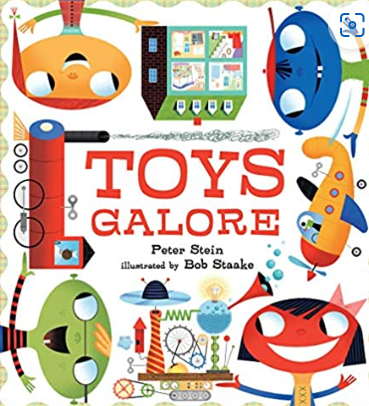 TOYS
GALORE
Peter Stein
illustrated by Bob Staake